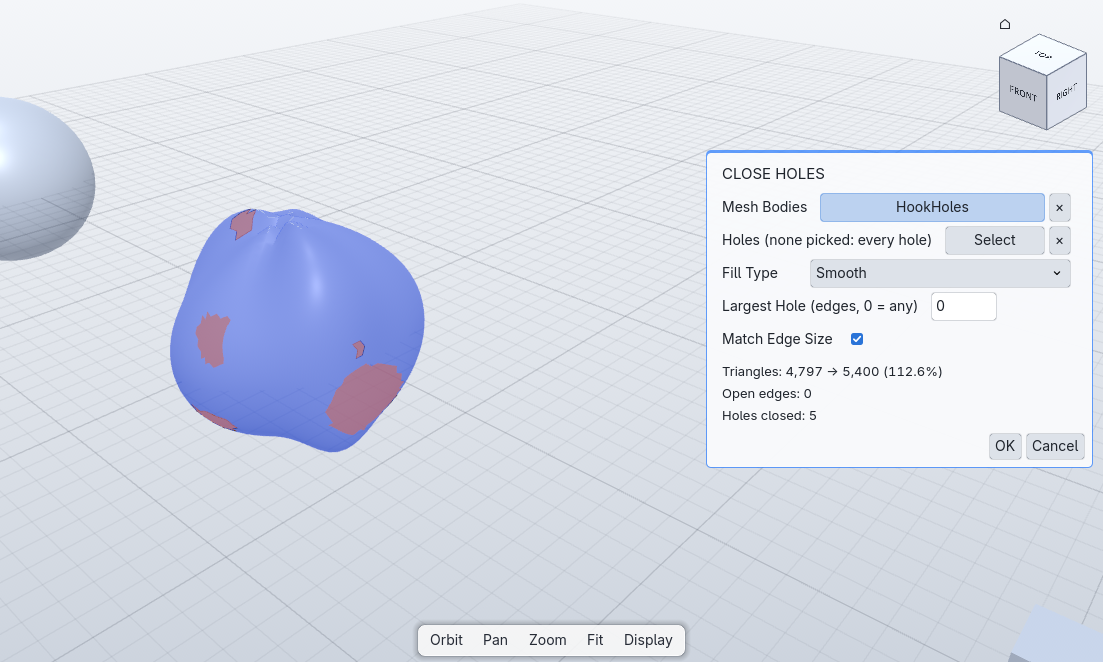 TOP
FRONT
RIGHT
CLOSE HOLES
Mesh Bodies HookHoles ×
Holes (none picked: every hole) Select ×
Fill Type Smooth
Largest Hole (edges, 0 = any) 0
Match Edge Size
Triangles: 4,797 → 5,400 (112.6%)
Open edges: 0
Holes closed: 5
OK Cancel
Orbit Pan Zoom Fit Display